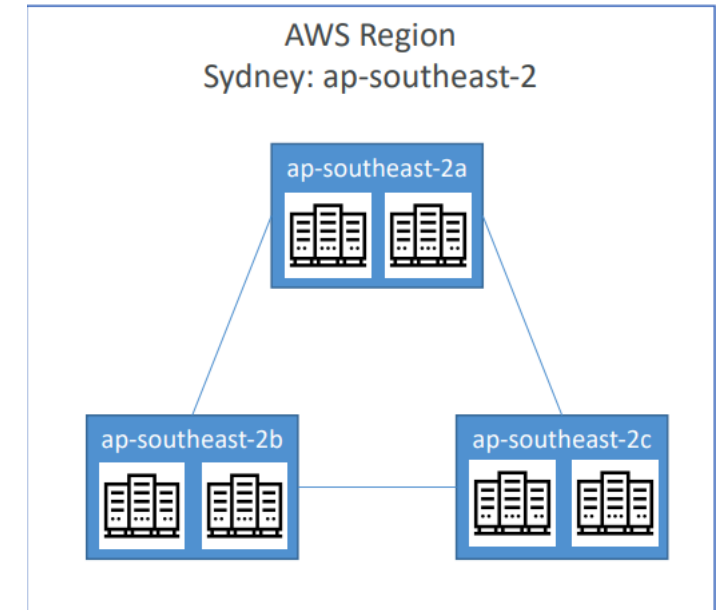 AWS Region
Sydney: ap-southeast-2
ap-southeast-2a
ap-southeast-2b
ap-southeast-2c